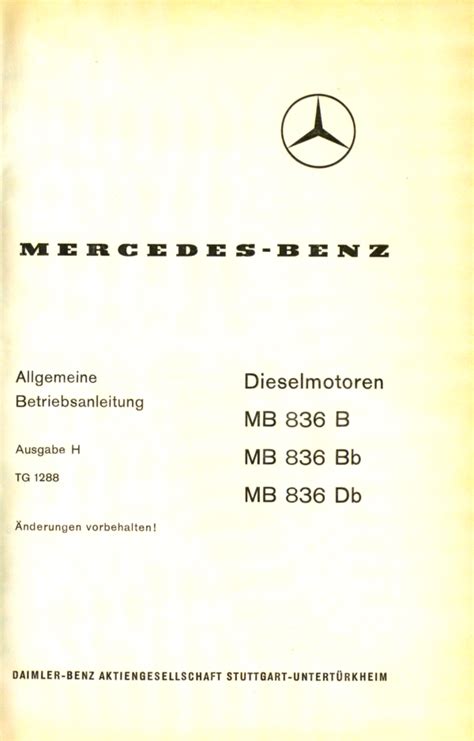 MERCEDES-BENZ
Allgemeine
Betriebsanleitung
Ausgabe H
TG 1288
Änderungen vorbehalten!
Dieselmotoren
MB 836 B
MB 836 Bb
MB 836 Db
DAIMLER-BENZ AKTIENGESELLSCHAFT STUTTGART-UNTERTÜRKHEIM